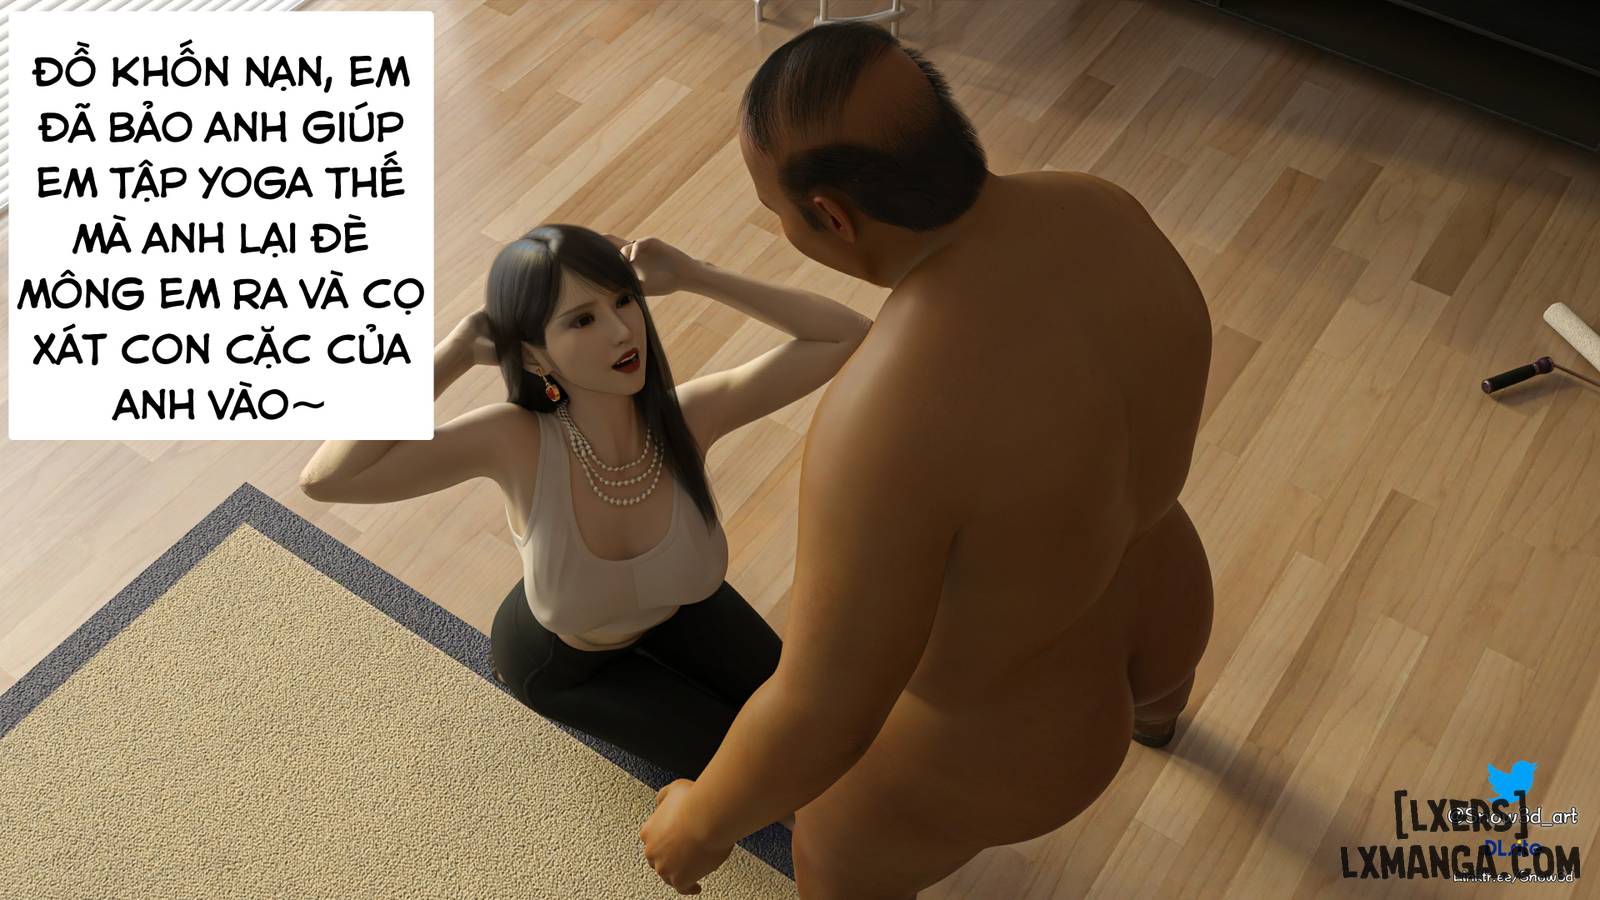 ĐỒ KHỐN NẠN, EM
ĐÃ BẢO ANH GIÚP
EM TẬP YOGA THẾ
MÀ ANH LẠI ĐÈ
MÔNG EM RA VÀ CỌ
XÁT CON CẶC CỦA
ANH VÀO~
[LXERS]
@Snow3d_art
LXMANGA.COM